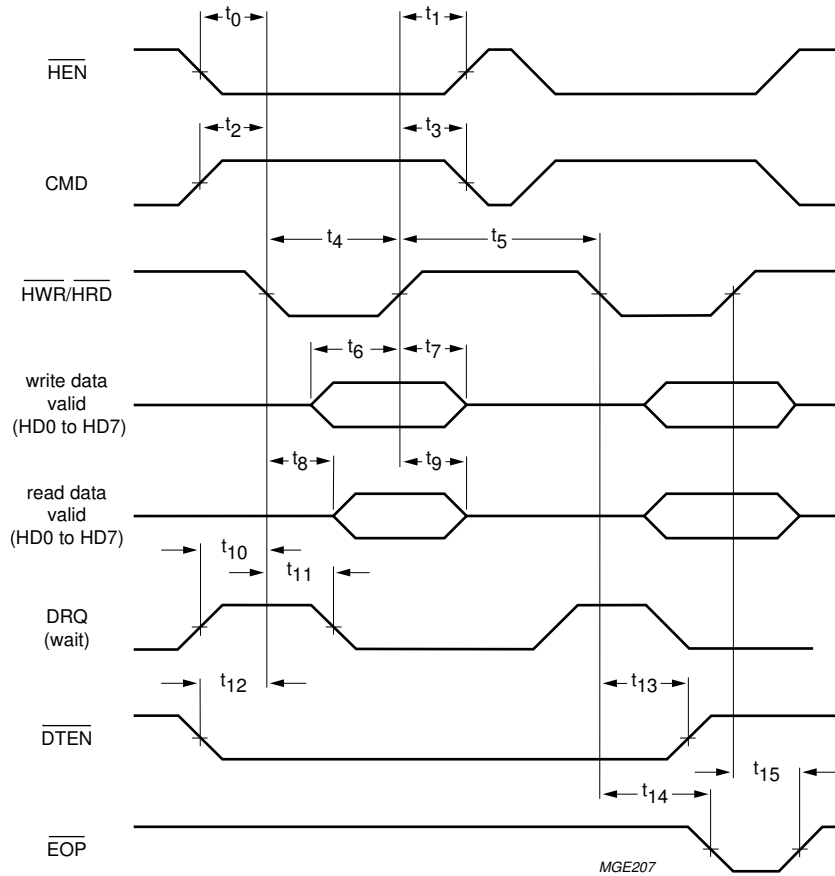 t0 t1
HEN
t2 t3
CMD
t4 t5
HWR/HRD
t6 t7
write data
valid
(HD0 to HD7)
t8 t9
read data
valid
(HD0 to HD7)
t10
t11
DRQ
(wait)
t12 t13
DTEN
t14 t15
EOP
MGE207